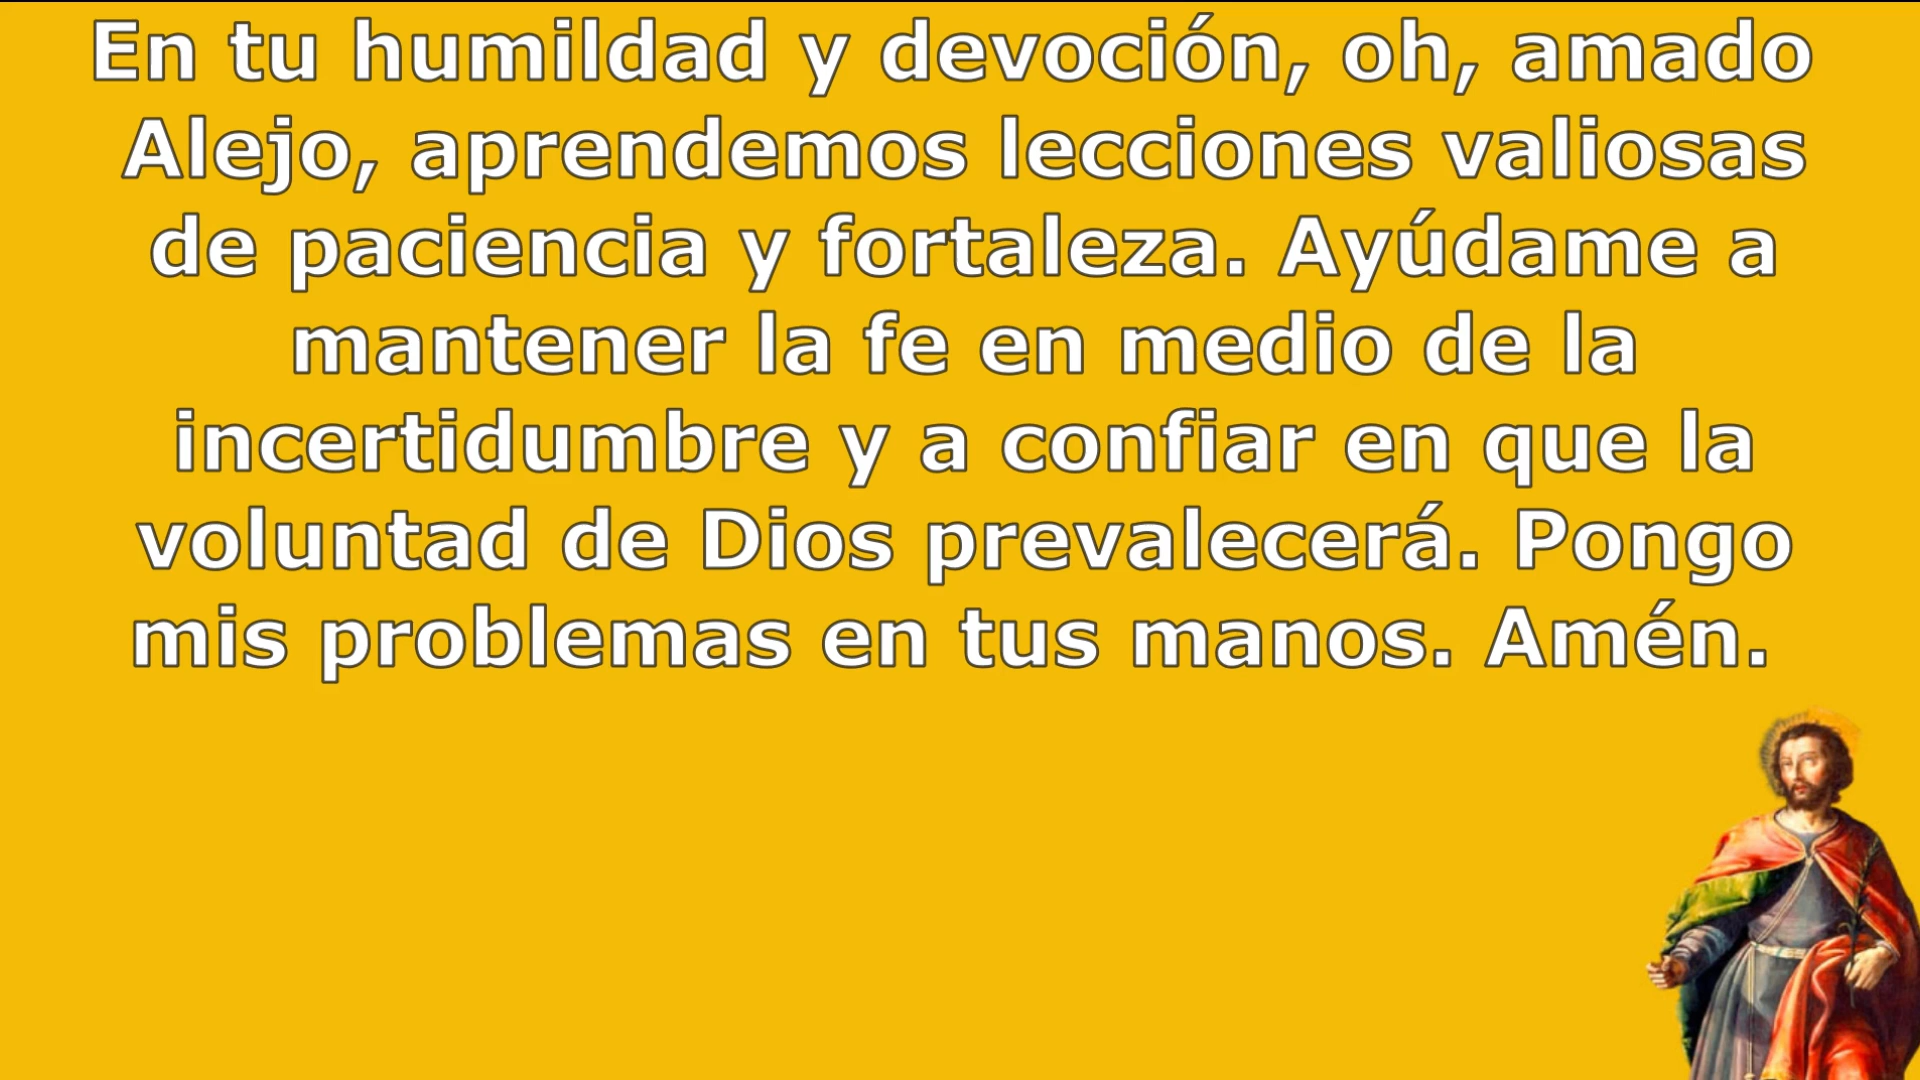 En tu humildad y devoción, oh, amado
Alejo, aprendemos lecciones valiosas
de paciencia y fortaleza. Ayúdame a
mantener la fe en medio de la
incertidumbre y a confiar en que la
voluntad de Dios prevalecerá. Pongo
mis problemas en tus manos. Amén.